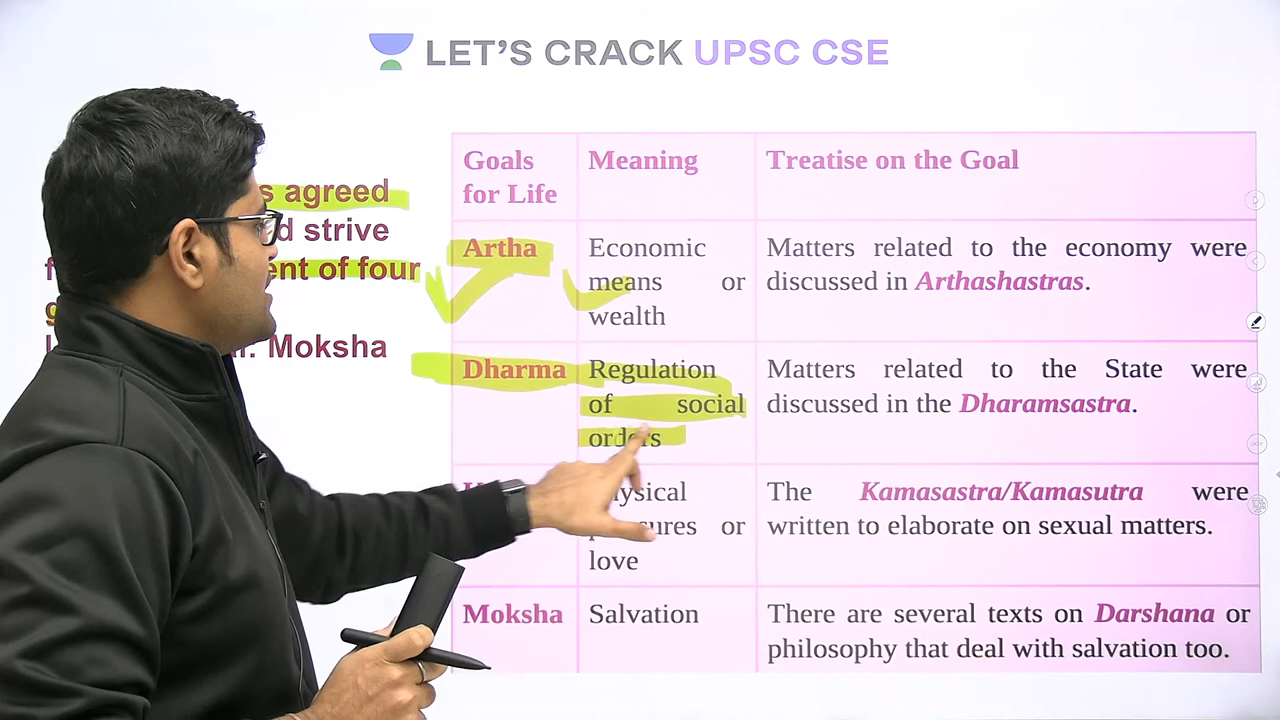 LET'S CRACK UPSC CSE
agreed
strive
of four
Moksha
Goals
for Life
Meaning
Treatise on the Goal
Artha
Economic
means or
wealth
Matters related to the economy were
discussed in Arthashastras.
Dharma
Regulation
of social
orders
Matters related to the State were
discussed in the Dharamsastra.
or
love
The Kamasastra/Kamasutra were
written to elaborate on sexual matters.
Moksha
Salvation
There are several texts on Darshana or
philosophy that deal with salvation too.